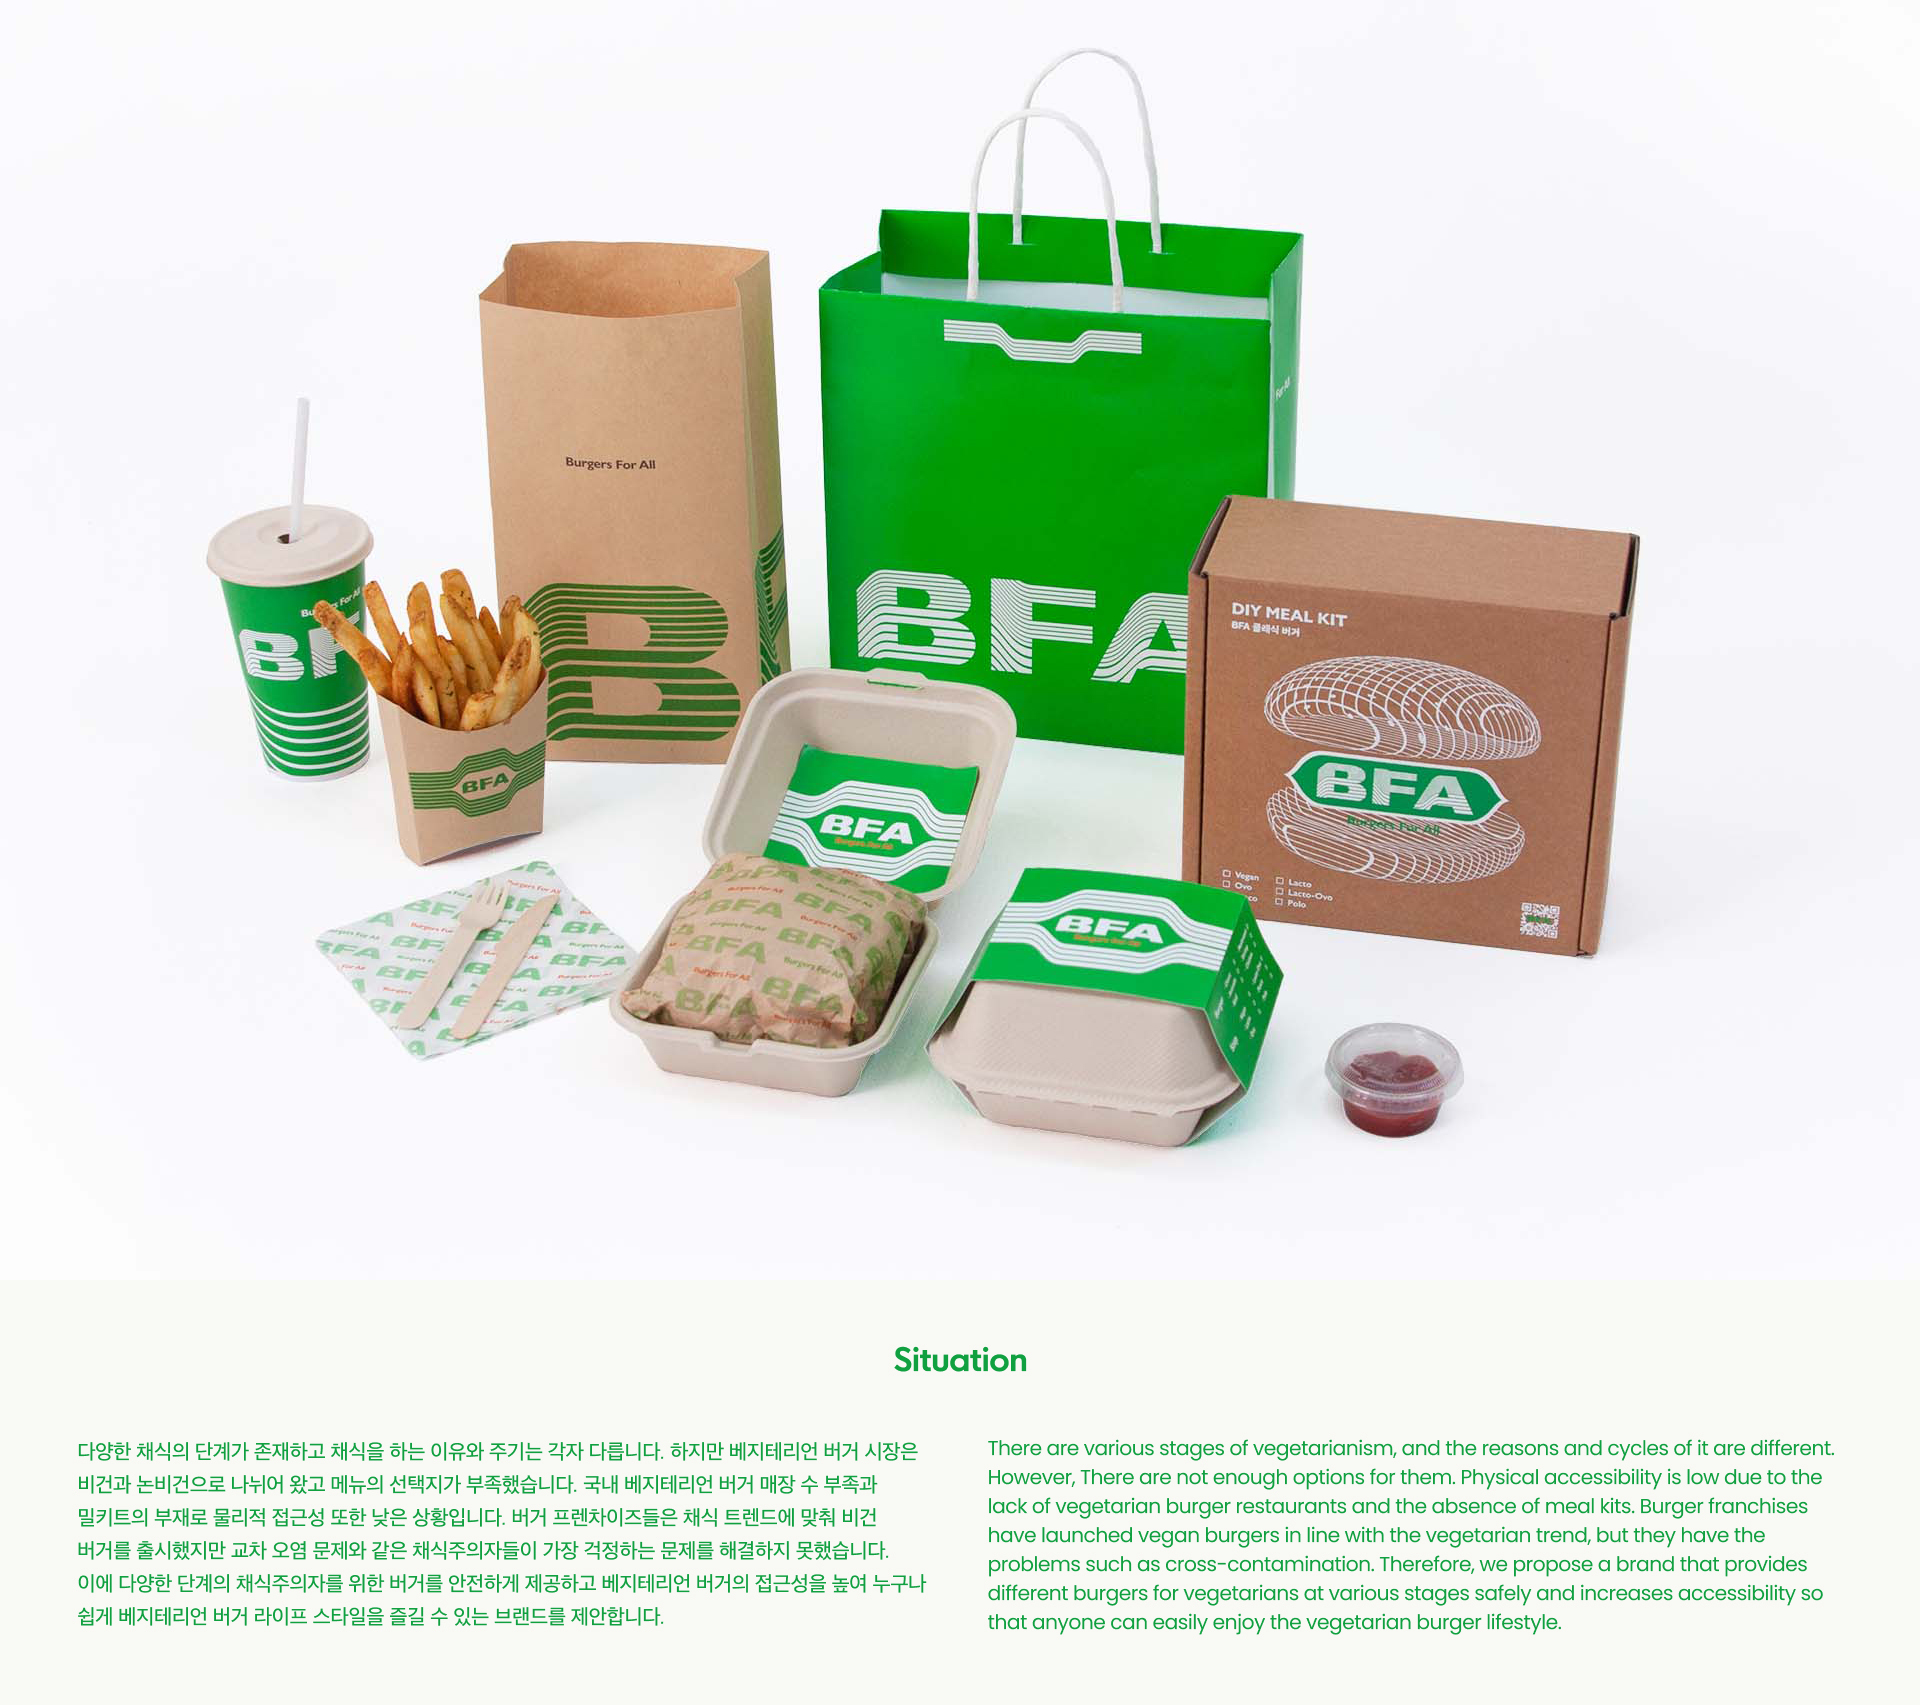 Burgers For All
For All
BFA
DIY MEAL KIT
BFA 클래식 버거
BFA
Burgers For All
Vegan
Ovo
Lacto
Lacto-Ovo
Polo
For All
BF
B
BFA
BFA
Burgers For All
BFA
Burgers For All
BFA
Burgers For All
BFA
Burgers For All
Situation
다양한 채식의 단계가 존재하고 채식을 하는 이유와 주기는 각자 다릅니다. 하지만 베지테리언 버거 시장은
비건과 논비건으로 나뉘어 왔고 메뉴의 선택지가 부족했습니다. 국내 베지테리언 버거 매장 수 부족과
밀키트의 부재로 물리적 접근성 또한 낮은 상황입니다. 버거 프렌차이즈들은 채식 트렌드에 맞춰 비건
버거를 출시했지만 교차 오염 문제와 같은 채식주의자들이 가장 걱정하는 문제를 해결하지 못했습니다.
이에 다양한 단계의 채식주의자를 위한 버거를 안전하게 제공하고 베지테리언 버거의 접근성을 높여 누구나
쉽게 베지테리언 버거 라이프 스타일을 즐길 수 있는 브랜드를 제안합니다.
There are various stages of vegetarianism, and the reasons and cycles of it are different.
However, There are not enough options for them. Physical accessibility is low due to the
lack of vegetarian burger restaurants and the absence of meal kits. Burger franchises
have launched vegan burgers in line with the vegetarian trend, but they have the
problems such as cross-contamination. Therefore, we propose a brand that provides
different burgers for vegetarians at various stages safely and increases accessibility so
that anyone can easily enjoy the vegetarian burger lifestyle.